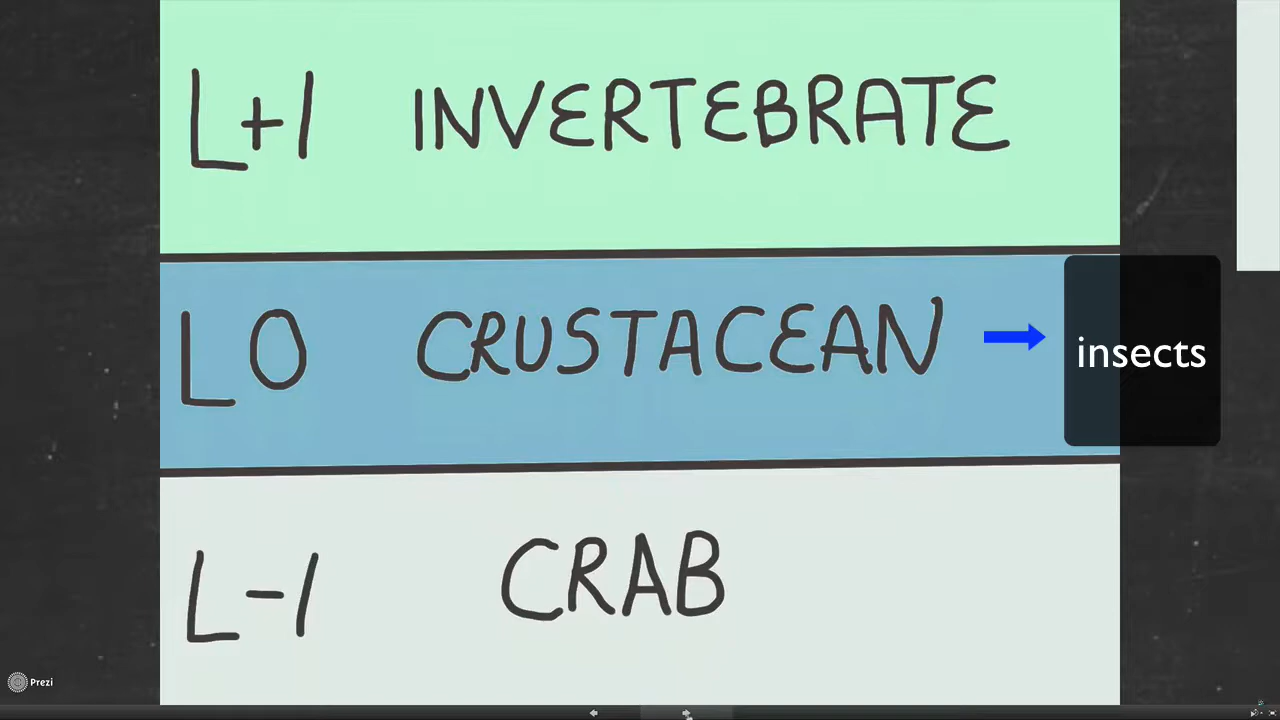 L+1 INVERTEBRATE
L0 CRUSTACEAN
insects
L-1 CRAB
Prezi